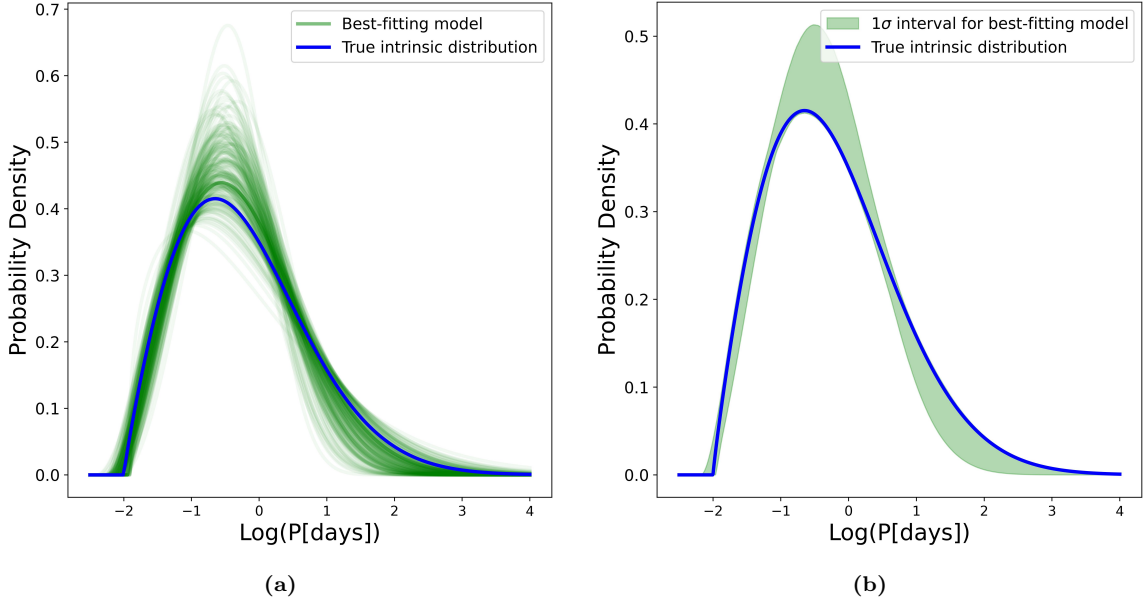 Best-fitting model
True intrinsic distribution
0.7
0.6
0.5
0.4
0.3
0.2
0.1
0.0
Probability Density
−2
−1
0
1
2
3
4
Log(P[days])
(a)
1σ interval for best-fitting model
True intrinsic distribution
0.5
0.4
0.3
0.2
0.1
0.0
Probability Density
−2
−1
0
1
2
3
4
Log(P[days])
(b)